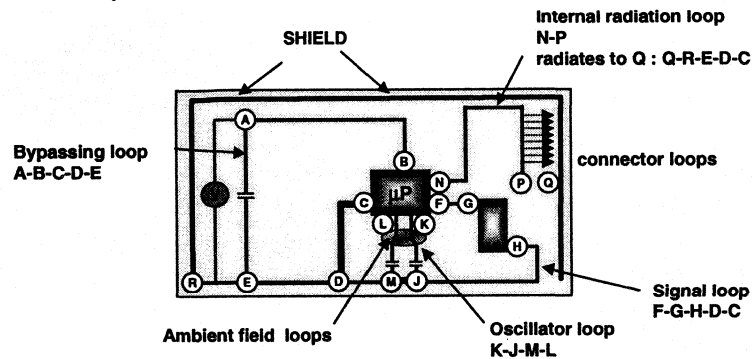 Internal radiation loop
N-P
radiates to Q : Q-R-E-D-C
SHIELD
Bypassing loop
A-B-C-D-E
connector loops
A
B
N
P
Q
µP
C
F
G
L
K
H
R
E
D
M
J
Ambient field loops
Oscillator loop
K-J-M-L
Signal loop
F-G-H-D-C